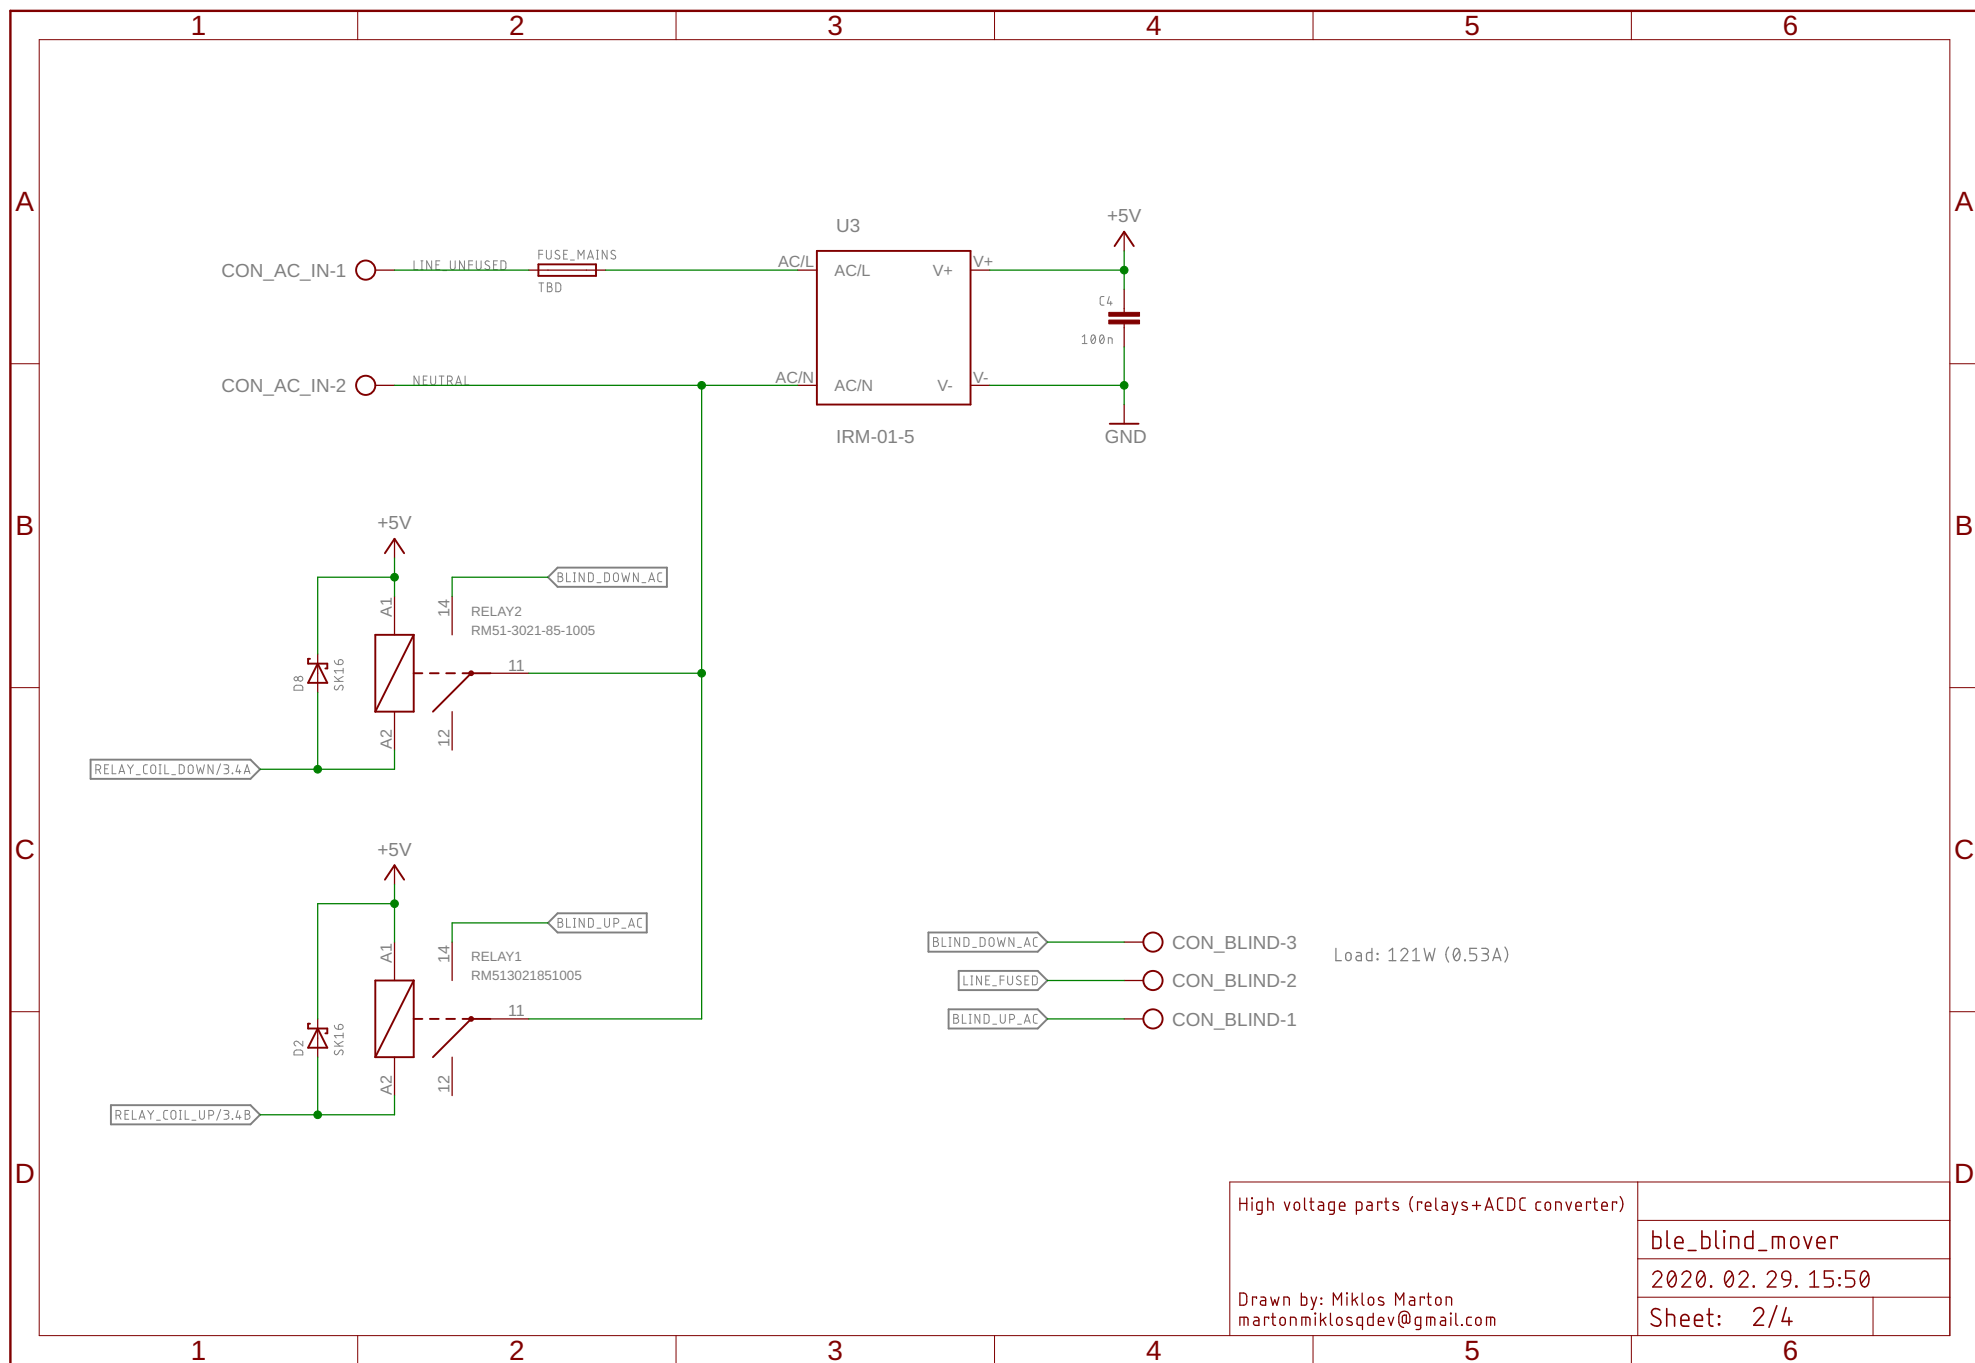 1 2 3 4 5 6
A A
+5V
U3
CON_AC_IN-1 LINE_UNFUSED FUSE_MAINS AC/L AC/L V+ V+
TBD
C4
100n
CON_AC_IN-2 NEUTRAL AC/N AC/N V- V-
IRM-01-5 GND
B B
+5V
BLIND_DOWN_AC
A1 14 RELAY2
RM51-3021-85-1005
11
D8 SK16
A2 12
RELAY_COIL_DOWN/3.4A
C C
+5V
BLIND_UP_AC
A1 14 RELAY1
RM513021851005
11
D2 SK16
A2 12
RELAY_COIL_UP/3.4B
BLIND_DOWN_AC CON_BLIND-3 Load: 121W (0.53A)
LINE_FUSED CON_BLIND-2
BLIND_UP_AC CON_BLIND-1
D D
High voltage parts (relays+ACDC converter)
ble_blind_mover
2020. 02. 29. 15:50
Drawn by: Miklos Marton
martonmiklosqdev@gmail.com
Sheet: 2/4
1 2 3 4 5 6